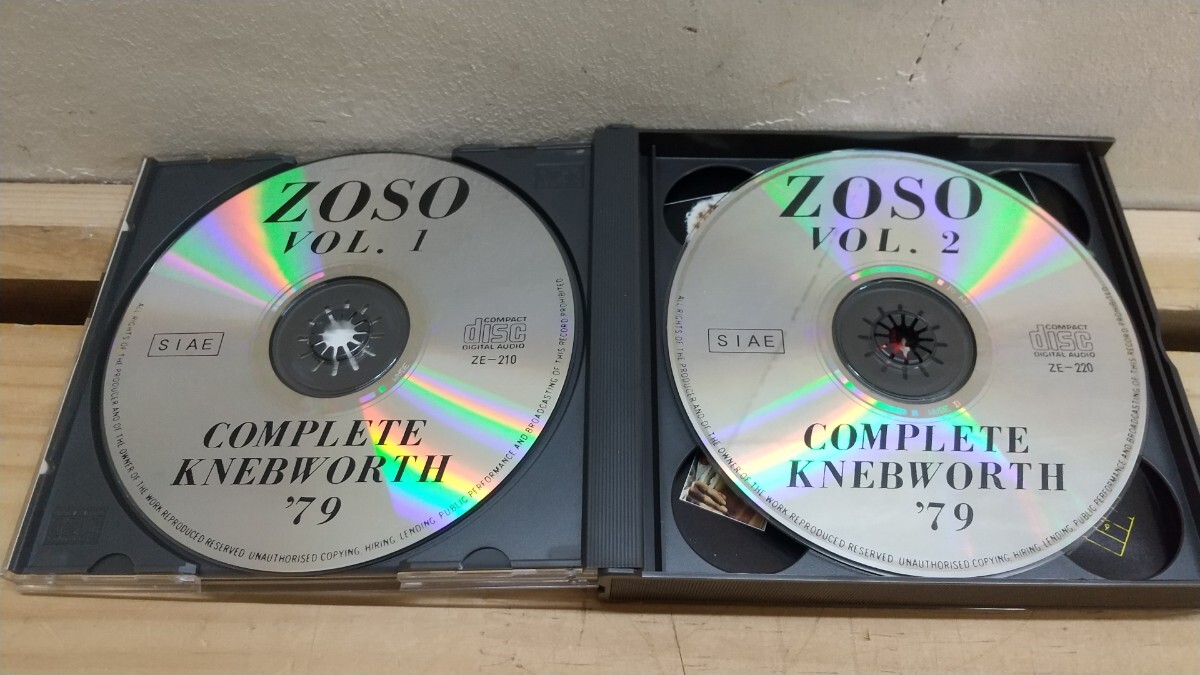 ZOSO
VOL. 1
SIAE
COMPACT
disc
DIGITAL AUDIO
ZE-210
COMPLETE
KNEBWORTH
'79
ALL RIGHTS OF THE PRODUCER AND OF THE OWNER OF THE WORK REPRODUCED RESERVED. UNAUTHORISED COPYING, HIRING, LENDING, PUBLIC PERFORMANCE AND BROADCASTING OF THIS RECORD PROHIBITED
ZOSO
VOL. 2
SIAE
COMPACT
disc
DIGITAL AUDIO
ZE-220
COMPLETE
KNEBWORTH
'79
ALL RIGHTS OF THE PRODUCER AND OF THE OWNER OF THE WORK REPRODUCED RESERVED. UNAUTHORISED COPYING, HIRING, LENDING, PUBLIC PERFORMANCE AND BROADCASTING OF THIS RECORD PROHIBITED